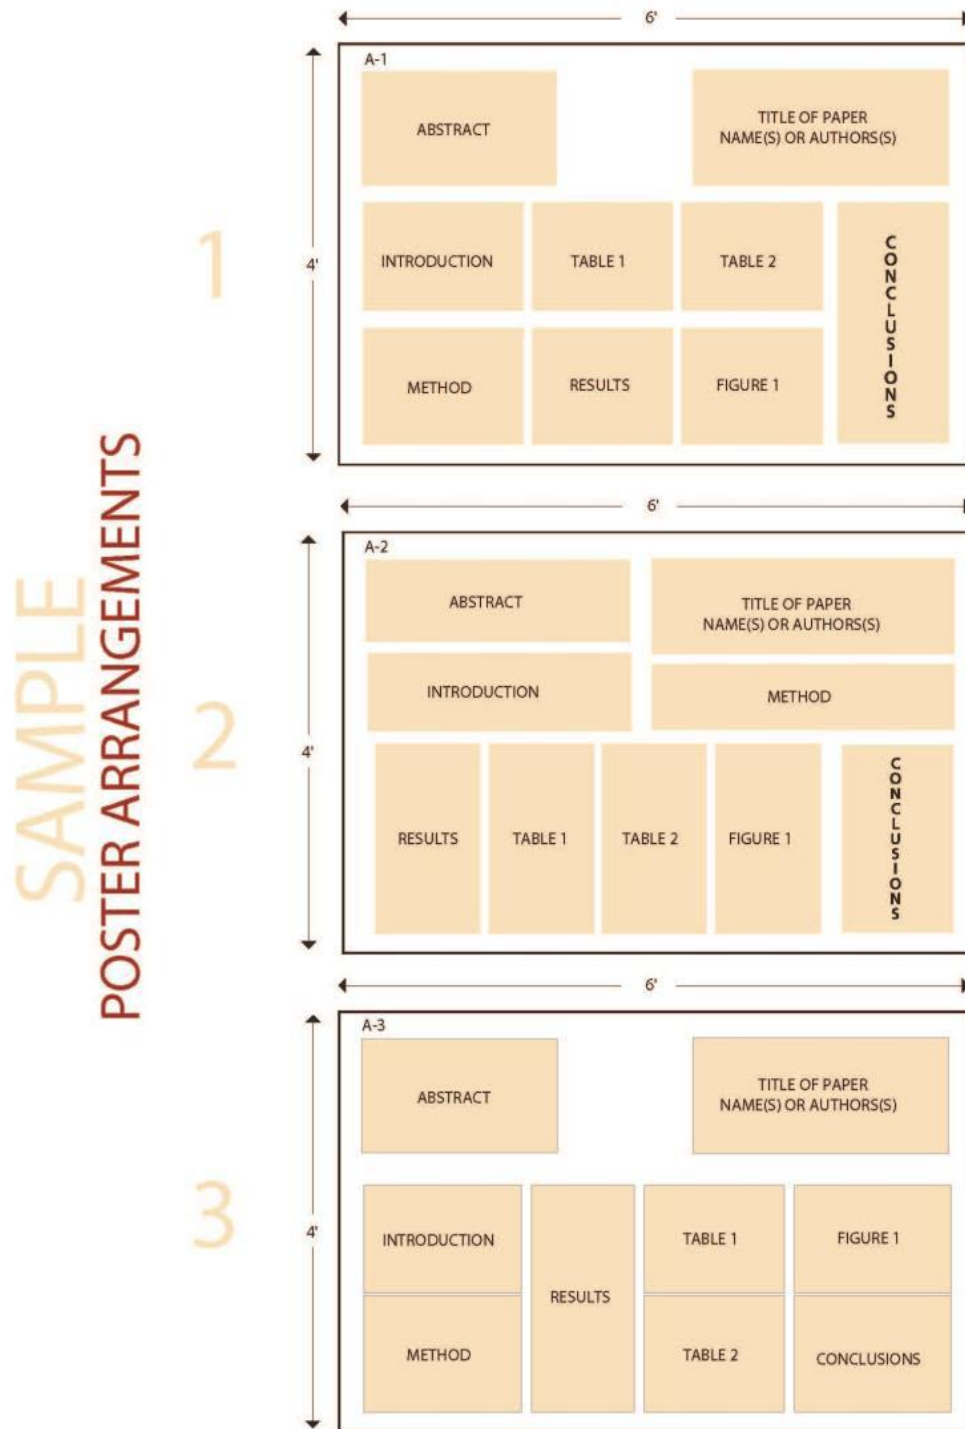 SAMPLE
POSTER ARRANGEMENTS
1
6'
4'
A-1
ABSTRACT
TITLE OF PAPER
NAME(S) OR AUTHORS(S)
INTRODUCTION
TABLE 1
TABLE 2
CONCLUSIONS
METHOD
RESULTS
FIGURE 1
2
6'
4'
A-2
ABSTRACT
TITLE OF PAPER
NAME(S) OR AUTHORS(S)
INTRODUCTION
METHOD
RESULTS
TABLE 1
TABLE 2
FIGURE 1
CONCLUSIONS
3
6'
4'
A-3
ABSTRACT
TITLE OF PAPER
NAME(S) OR AUTHORS(S)
INTRODUCTION
RESULTS
TABLE 1
FIGURE 1
METHOD
TABLE 2
CONCLUSIONS